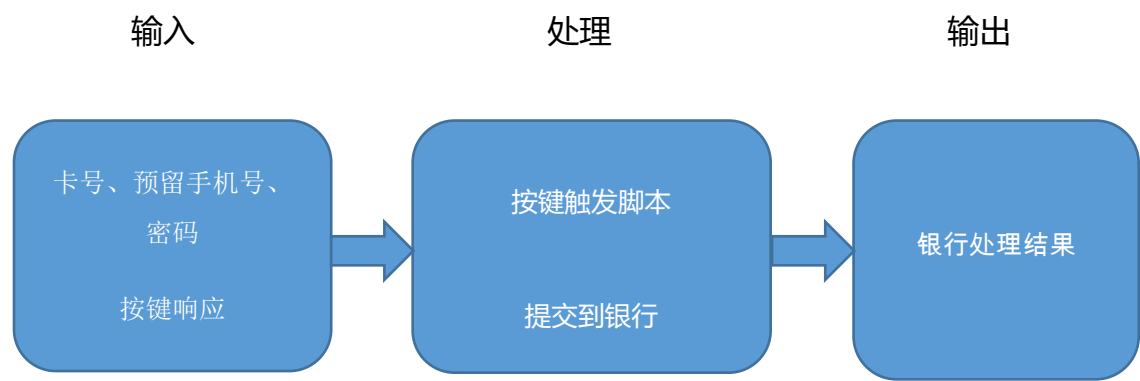 输入
处理
输出
卡号、预留手机号、
密码
按键响应
按键触发脚本
提交到银行
银行处理结果